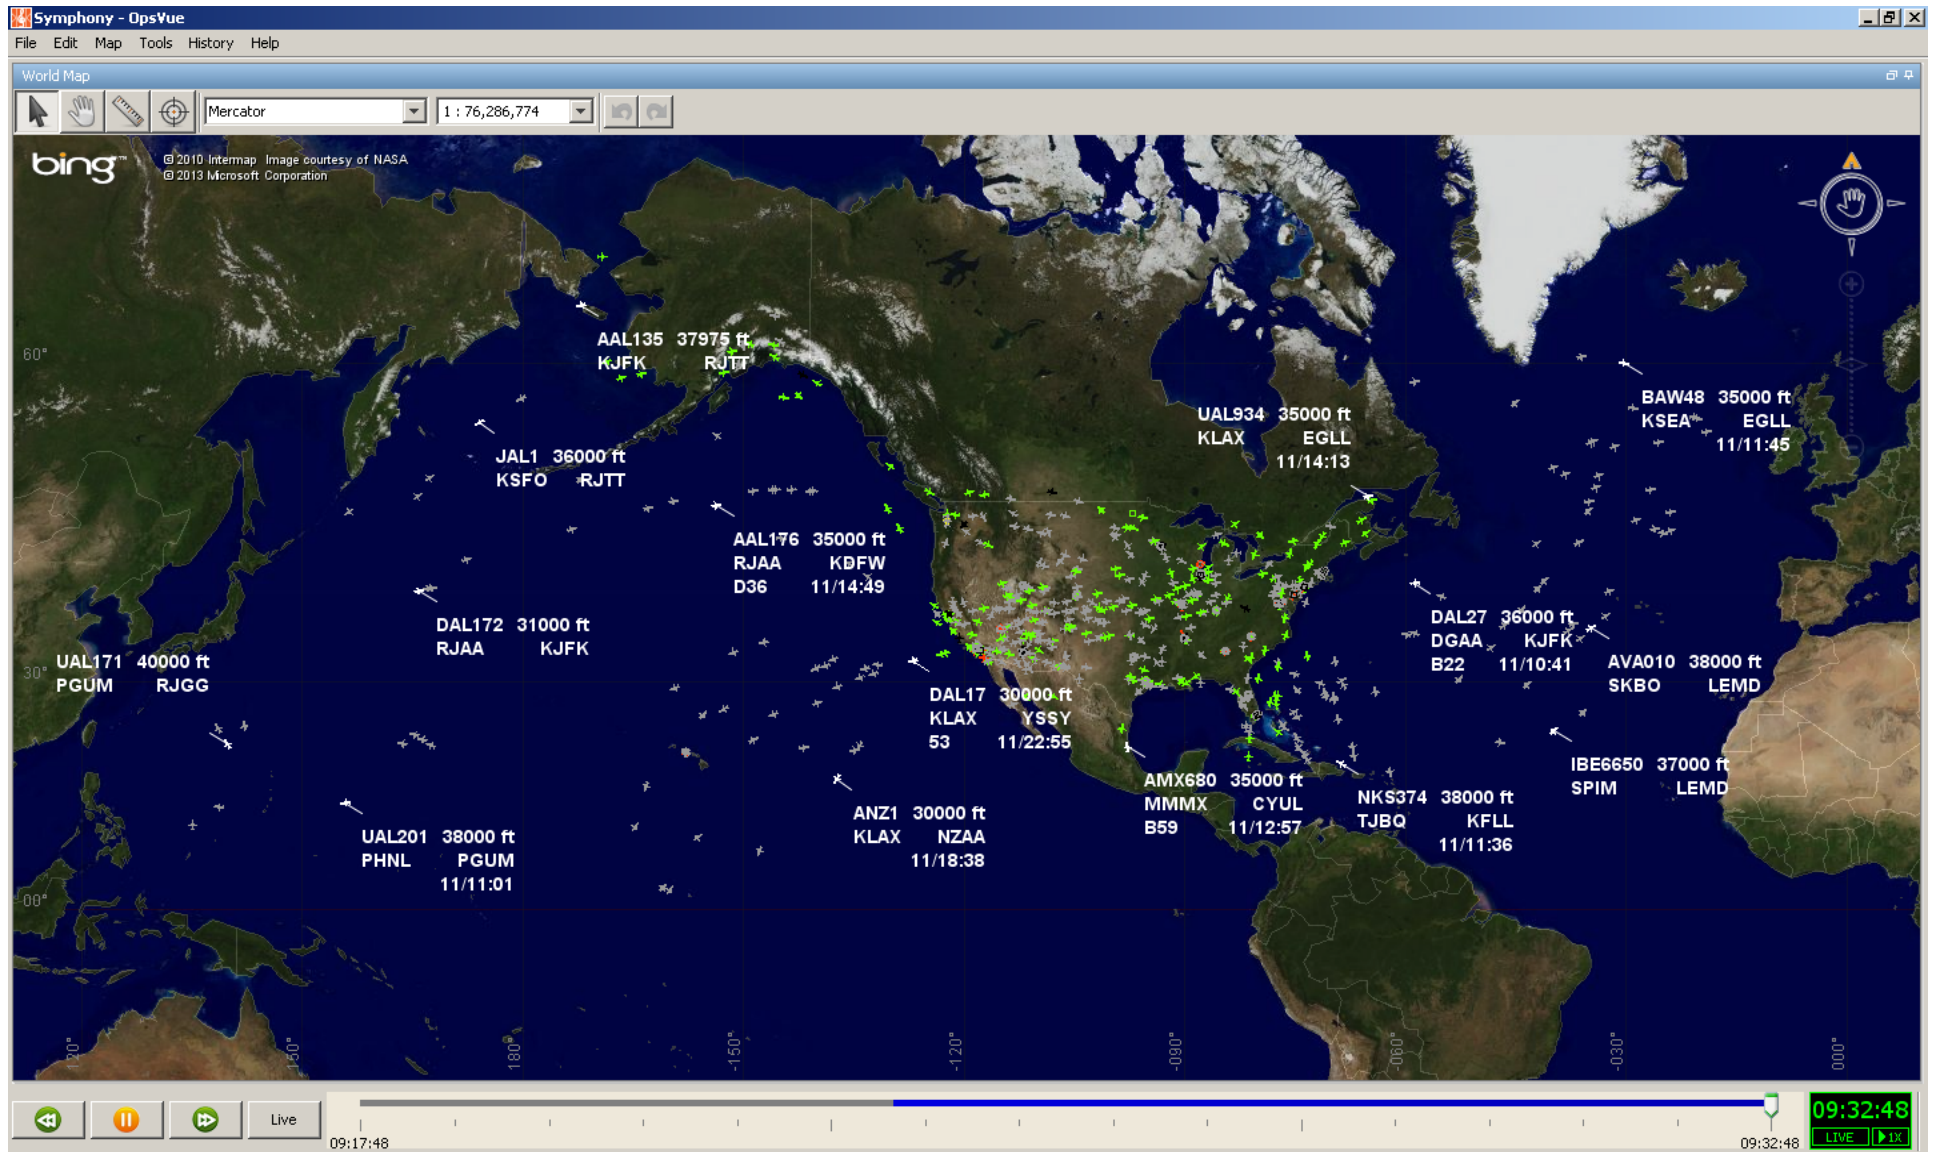 Symphony - OpsVue
File Edit Map Tools History Help
World Map
Mercator
1 : 76,286,774
bing™
© 2010 Intermap Image courtesy of NASA
© 2013 Microsoft Corporation
60°
30°
00°
AAL135 37975 ft
KJFK RJTT
JAL1 36000 ft
KSFO RJTT
AAL176 35000 ft
RJAA KDFW
D36 11/14:49
DAL172 31000 ft
RJAA KJFK
UAL171 40000 ft
PGUM RJGG
UAL201 38000 ft
PHNL PGUM
11/11:01
DAL17 30000 ft
KLAX YSSY
53 11/22:55
ANZ1 30000 ft
KLAX NZAA
11/18:38
UAL934 35000 ft
KLAX EGLL
11/14:13
BAW48 35000 ft
KSEA EGLL
11/11:45
DAL27 36000 ft
DGAA KJFK
B22 11/10:41
AVA010 38000 ft
SKBO LEMD
IBE6650 37000 ft
SPIM LEMD
AMX680 35000 ft
MMMX CYUL
B59 11/12:57
NKS374 38000 ft
TJBQ KFLL
11/11:36
120°
150°
180°
-150°
-120°
-090°
-060°
-030°
000°
Live
09:17:48
09:32:48
09:32:48
LIVE 1X